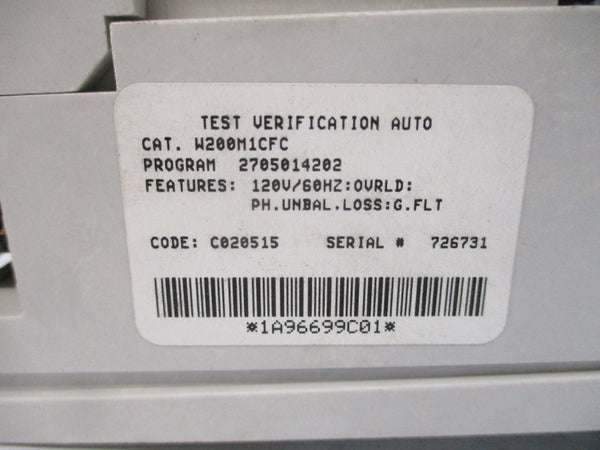 TEST VERIFICATION AUTO
CAT. W200M1CFC
PROGRAM 2705014202
FEATURES: 120V/60HZ:OVRLD:
PH.UNBAL.LOSS:G.FLT
CODE: C020515 SERIAL # 726731
*1A96699C01*